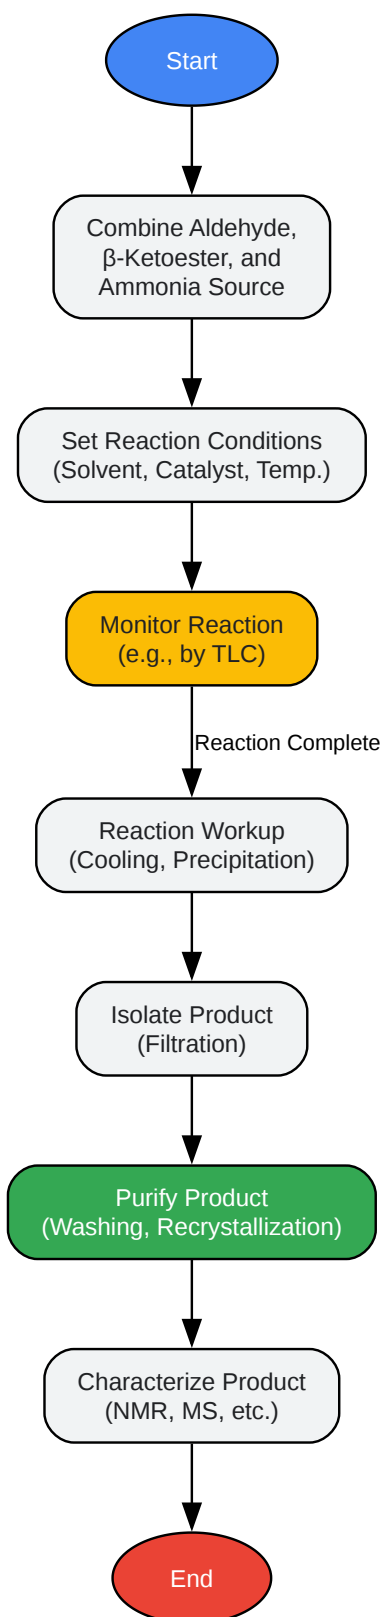 Start
Combine Aldehyde,
β-Ketoester, and
Ammonia Source
Set Reaction Conditions
(Solvent, Catalyst, Temp.)
Monitor Reaction
(e.g., by TLC)
Reaction Complete
Reaction Workup
(Cooling, Precipitation)
Isolate Product
(Filtration)
Purify Product
(Washing, Recrystallization)
Characterize Product
(NMR, MS, etc.)
End